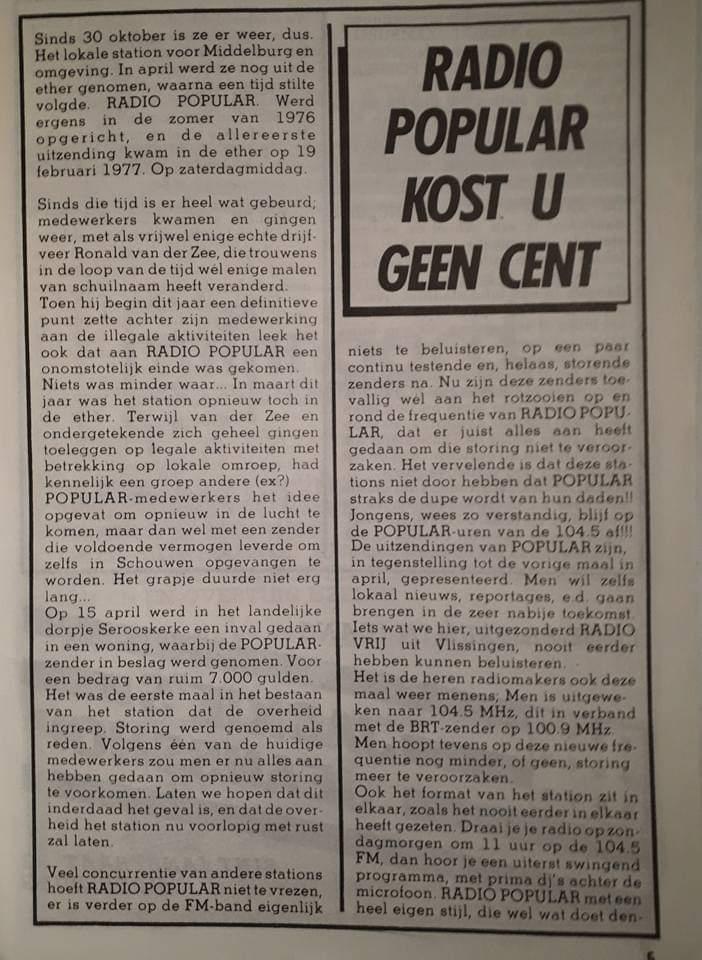 Sinds 30 oktober is ze er weer, dus.
Het lokale station voor Middelburg en
omgeving. In april werd ze nog uit de
ether genomen, waarna een tijd stilte
volgde. RADIO POPULAR. Werd
ergens in de zomer van 1976
opgericht, en de allereerste
uitzending kwam in de ether op 19
februari 1977. Op zaterdagmiddag.
Sinds die tijd is er heel wat gebeurd;
medewerkers kwamen en gingen
weer, met als vrijwel enige echte drijf-
veer Ronald van der Zee, die trouwens
in de loop van de tijd wél enige malen
van schuilnaam heeft veranderd.
Toen hij begin dit jaar een definitieve
punt zette achter zijn medewerking
aan de illegale aktiviteiten leek het
ook dat aan RADIO POPULAR een
onomstotelijk einde was gekomen.
Niets was minder waar... In maart dit
jaar was het station opnieuw toch in
de ether. Terwijl van der Zee en
ondergetekende zich geheel gingen
toeleggen op legale aktiviteiten met
betrekking op lokale omroep, had
kennelijk een groep andere (ex?)
POPULAR-medewerkers het idee
opgevat om opnieuw in de lucht te
komen, maar dan wel met een zender
die voldoende vermogen leverde om
zelfs in Schouwen opgevangen te
worden. Het grapje duurde niet erg
lang...
Op 15 april werd in het landelijke
dorpje Serooskerke een inval gedaan
in een woning, waarbij de POPULAR-
zender in beslag werd genomen. Voor
een bedrag van ruim 7.000 gulden.
Het was de eerste maal in het bestaan
van het station dat de overheid
ingreep. Storing werd genoemd als
reden. Volgens één van de huidige
medewerkers zou men er nu alles aan
hebben gedaan om opnieuw storing
te voorkomen. Laten we hopen dat dit
inderdaad het geval is, en dat de over-
heid het station nu voorlopig met rust
zal laten.
Veel concurrentie van andere stations
hoeft RADIO POPULAR niet te vrezen,
er is verder op de FM-band eigenlijk
RADIO
POPULAR
KOST U
GEEN CENT
niets te beluisteren, op een paar
continu testende en, helaas, storende
zenders na. Nu zijn deze zenders toe-
vallig wel aan het rotzooien op en
rond de frequentie van RADIO POPU-
LAR, dat er juist alles aan heeft
gedaan om die storing niet te veroor-
zaken. Het vervelende is dat deze sta-
tions niet door hebben dat POPULAR
straks de dupe wordt van hun daden!!
Jongens, wees zo verstandig, blijf op
de POPULAR-uren van de 104.5 af!!!
De uitzendingen van POPULAR zijn,
in tegenstelling tot de vorige maal in
april, gepresenteerd. Men wil zelfs
lokaal nieuws, reportages, e.d. gaan
brengen in de zeer nabije toekomst.
Iets wat we hier, uitgezonderd RADIO
VRIJ uit Vlissingen, nooit eerder
hebben kunnen beluisteren.
Het is de heren radiomakers ook deze
maal weer menens; Men is uitgewe-
ken naar 104.5 MHz, dit in verband
met de BRT-zender op 100.9 MHz.
Men hoopt tevens op deze nieuwe fre-
quentie nog minder, of geen, storing
meer te veroorzaken.
Ook het format van het station zit in
elkaar, zoals het nooit eerder in elkaar
heeft gezeten. Draai je je radio op zon-
dagmorgen om 11 uur op de 104.5
FM, dan hoor je een uiterst swingend
programma, met prima dj's achter de
microfoon. RADIO POPULAR met een
heel eigen stijl, die wel wat doet den-